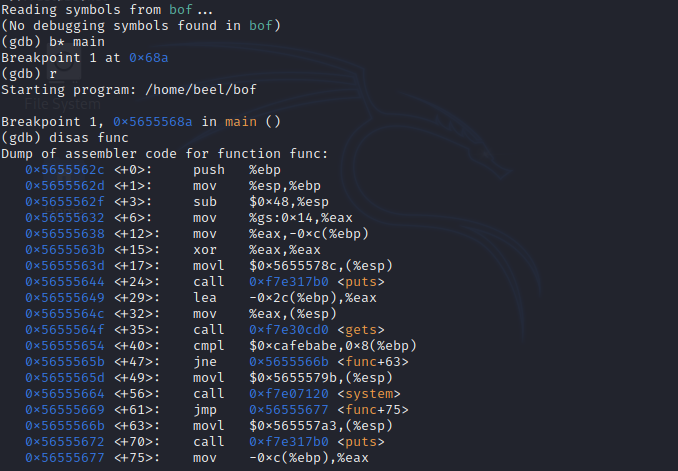 Reading symbols from bof...
(No debugging symbols found in bof)
(gdb) b* main
Breakpoint 1 at 0×68a
(gdb) r
Starting program: /home/beel/bof
File System
Breakpoint 1, 0×5655568a in main ()
(gdb) disas func
Dump of assembler code for function func:
0×5655562c <+0>: push %ebp
0×5655562d <+1>: mov %esp,%ebp
0×5655562f <+3>: sub $0×48,%esp
0×56555632 <+6>: mov %gs:0×14,%eax
0×56555638 <+12>: mov %eax,-0×c(%ebp)
0×5655563b <+15>: xor %eax,%eax
0×5655563d <+17>: movl $0×5655578c,(%esp)
0×56555644 <+24>: call 0×f7e317b0 <puts>
0×56555649 <+29>: lea -0×2c(%ebp),%eax
0×5655564c <+32>: mov %eax,(%esp)
0×5655564f <+35>: call 0×f7e30cd0 <gets>
0×56555654 <+40>: cmpl $0×cafebabe,0×8(%ebp)
0×5655565b <+47>: jne 0×5655566b <func+63>
0×5655565d <+49>: movl $0×5655579b,(%esp)
0×56555664 <+56>: call 0×f7e07120 <system>
0×56555669 <+61>: jmp 0×56555677 <func+75>
0×5655566b <+63>: movl $0×565557a3,(%esp)
0×56555672 <+70>: call 0×f7e317b0 <puts>
0×56555677 <+75>: mov -0×c(%ebp),%eax